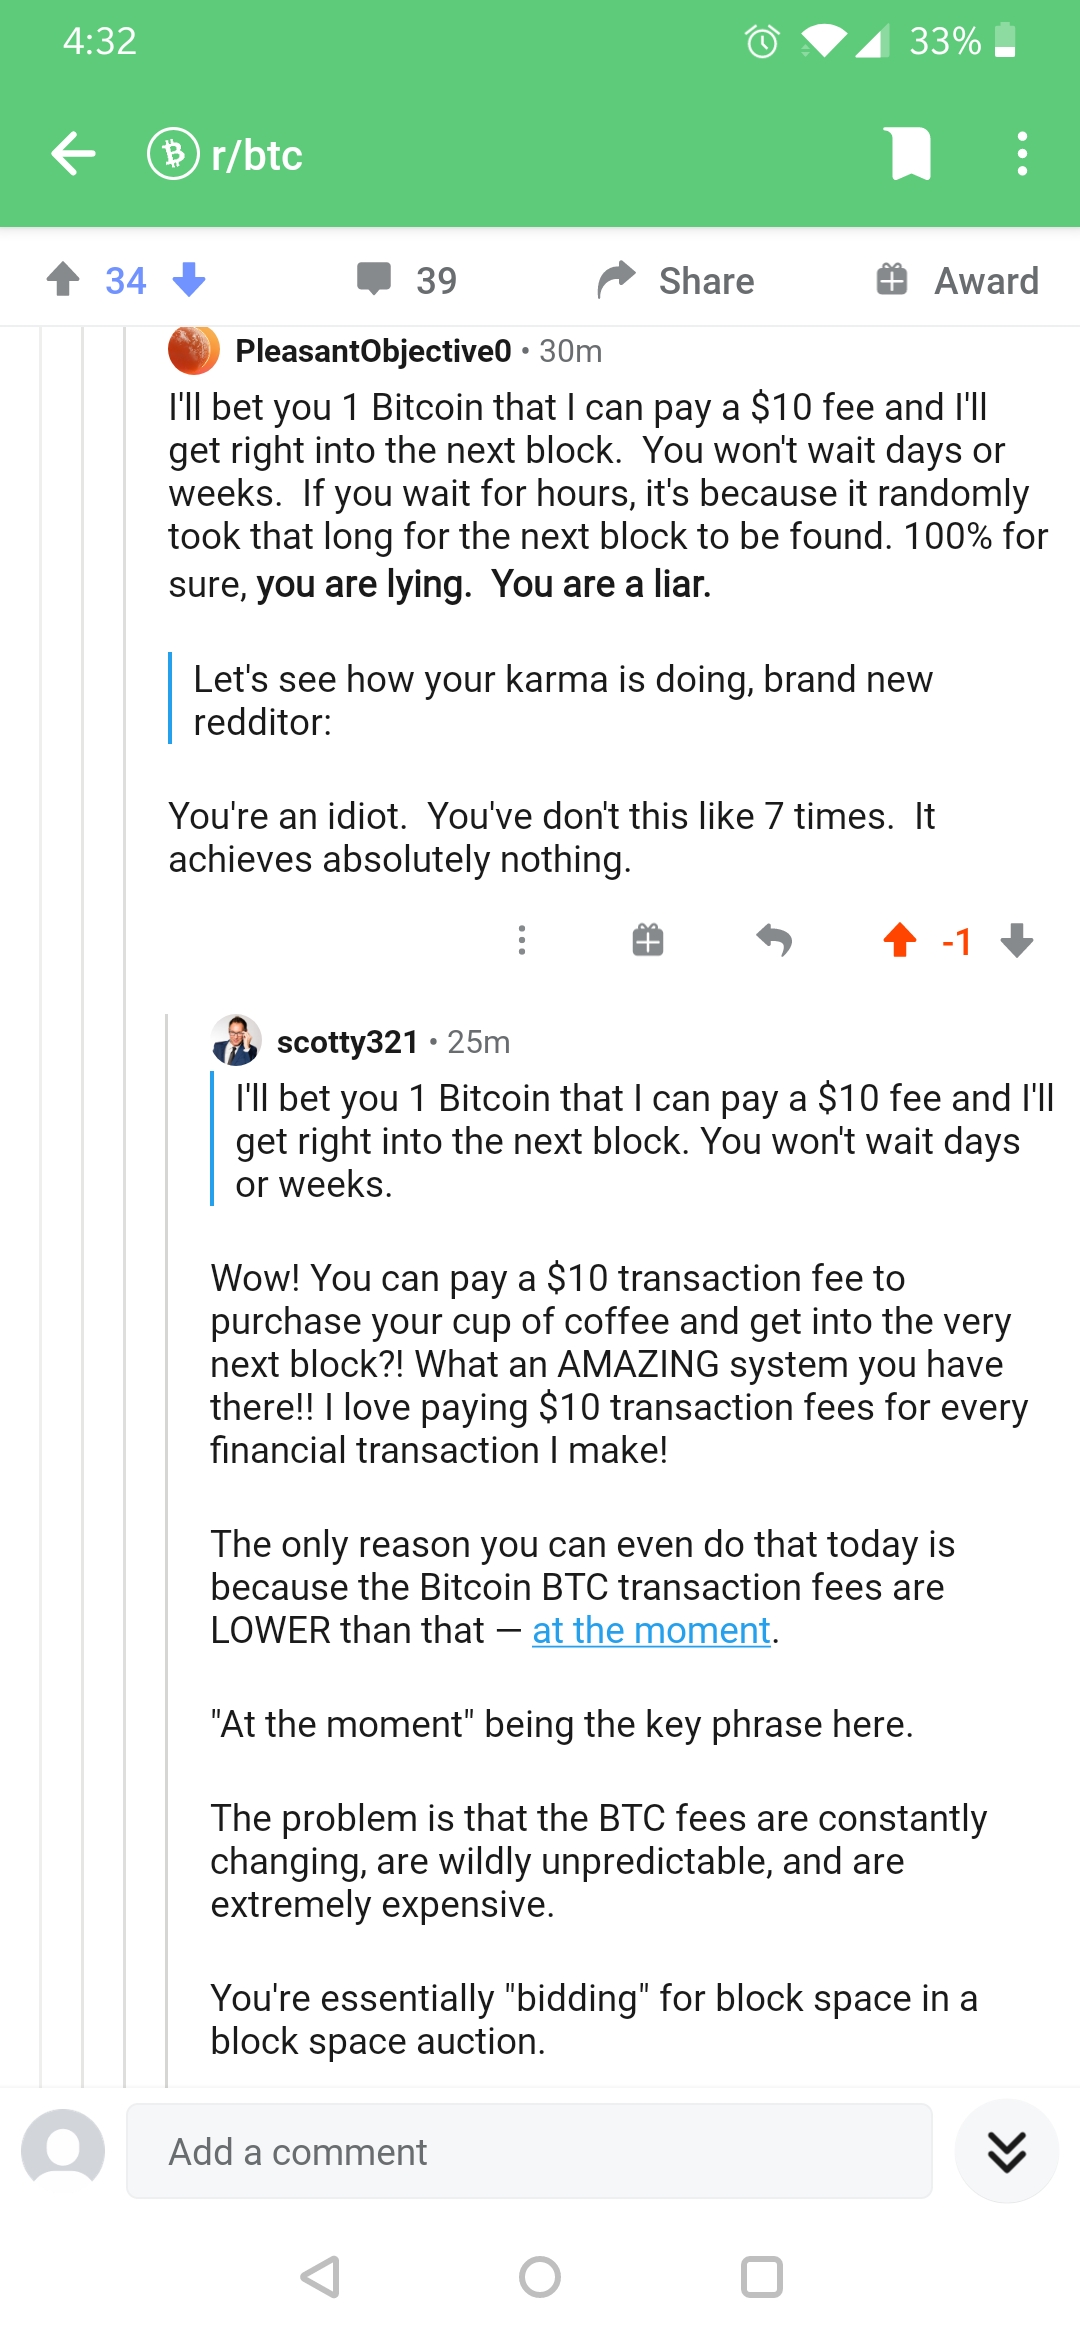 4:32
33%
r/btc
34
39
Share
Award
PleasantObjective0 • 30m
I'll bet you 1 Bitcoin that I can pay a $10 fee and I'll
get right into the next block.  You won't wait days or
weeks.  If you wait for hours, it's because it randomly
took that long for the next block to be found. 100% for
sure, you are lying.  You are a liar.
Let's see how your karma is doing, brand new
redditor:
You're an idiot.  You've don't this like 7 times.  It
achieves absolutely nothing.
-1
scotty321 • 25m
I'll bet you 1 Bitcoin that I can pay a $10 fee and I'll
get right into the next block. You won't wait days
or weeks.
Wow! You can pay a $10 transaction fee to
purchase your cup of coffee and get into the very
next block?! What an AMAZING system you have
there!! I love paying $10 transaction fees for every
financial transaction I make!
The only reason you can even do that today is
because the Bitcoin BTC transaction fees are
LOWER than that — at the moment.
"At the moment" being the key phrase here.
The problem is that the BTC fees are constantly
changing, are wildly unpredictable, and are
extremely expensive.
You're essentially "bidding" for block space in a
block space auction.
Add a comment